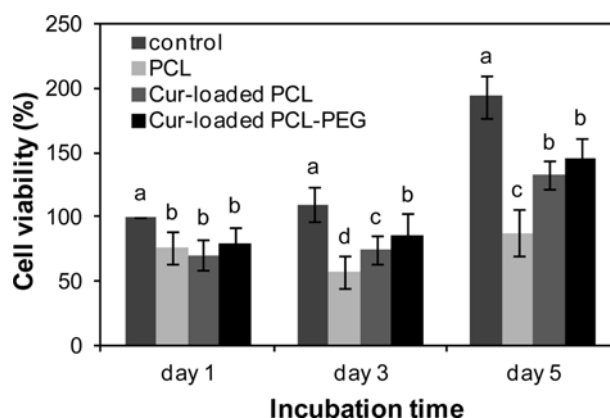 250
200
150
100
50
0
Cell viability (%)
control
PCL
Cur-loaded PCL
Cur-loaded PCL-PEG
a
b
b
b
a
d
c
b
a
c
b
b
day 1
day 3
day 5
Incubation time